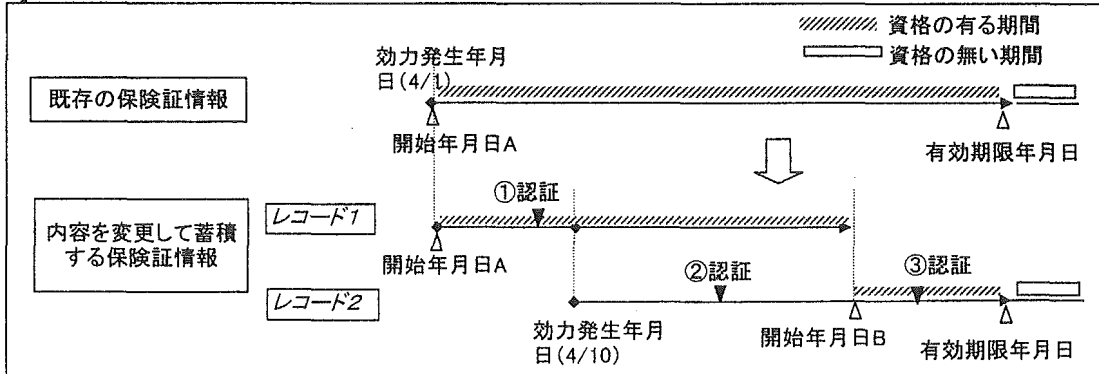 資格の有る期間
資格の無い期間
効力発生年月
日(4/1)
既存の保険証情報
開始年月日A
有効期限年月日
①認証
内容を変更して蓄積
する保険証情報
レコード1
開始年月日A
②認証
③認証
レコード2
効力発生年月
日(4/10)
開始年月日B
有効期限年月日